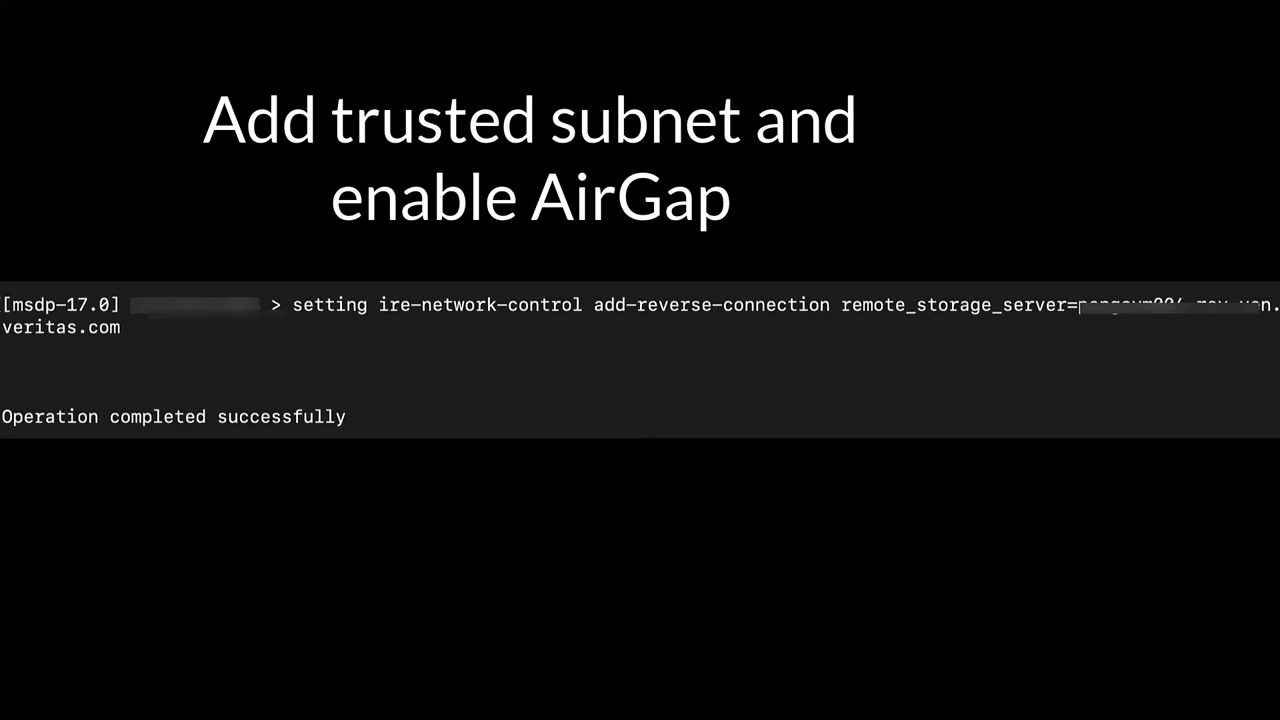 Add trusted subnet and
enable AirGap
[[msdp-17.0] > setting ire-network-control add-reverse-connection remote_storage_server=
veritas.com
Operation completed successfully